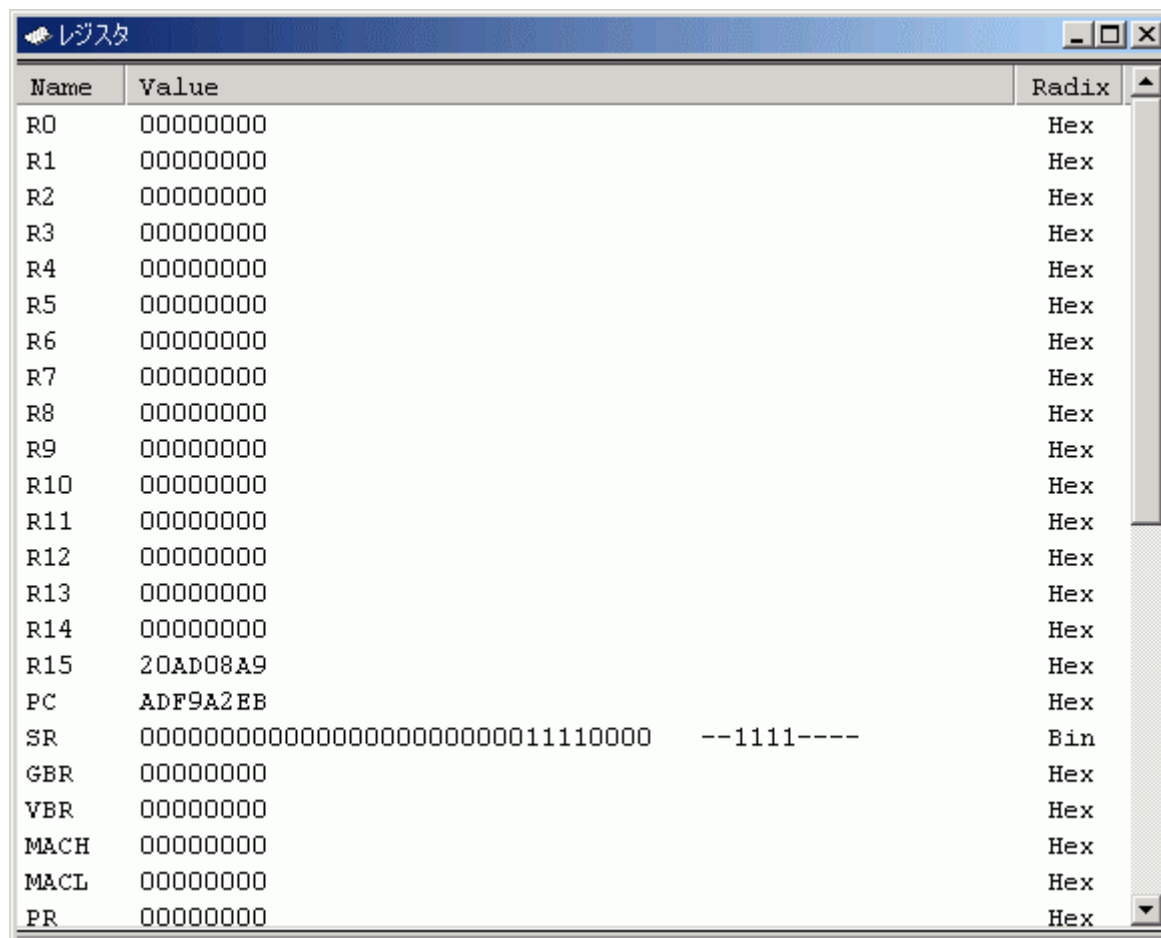 レジスタ
Name Value Radix
R0 00000000 Hex
R1 00000000 Hex
R2 00000000 Hex
R3 00000000 Hex
R4 00000000 Hex
R5 00000000 Hex
R6 00000000 Hex
R7 00000000 Hex
R8 00000000 Hex
R9 00000000 Hex
R10 00000000 Hex
R11 00000000 Hex
R12 00000000 Hex
R13 00000000 Hex
R14 00000000 Hex
R15 20AD08A9 Hex
PC ADF9A2EB Hex
SR 00000000000000000000000011110000 --1111---- Bin
GBR 00000000 Hex
VBR 00000000 Hex
MACH 00000000 Hex
MACL 00000000 Hex
PR 00000000 Hex